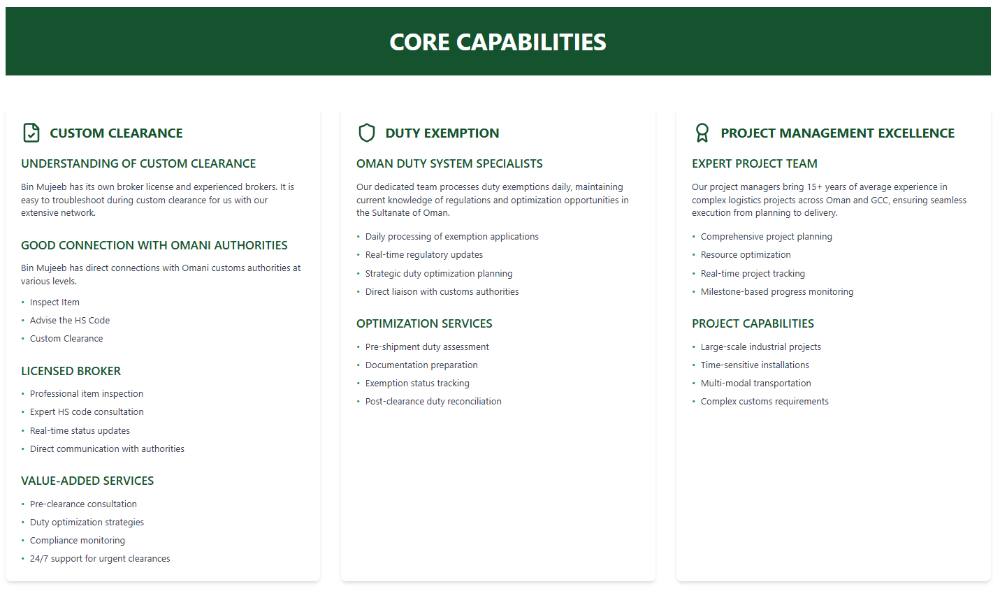 CORE CAPABILITIES
CUSTOM CLEARANCE
UNDERSTANDING OF CUSTOM CLEARANCE
Bin Mujeeb has its own broker license and experienced brokers. It is
easy to troubleshoot during custom clearance for us with our
extensive network.
GOOD CONNECTION WITH OMANI AUTHORITIES
Bin Mujeeb has direct connections with Omani customs authorities at
various levels.
• Inspect Item
• Advise the HS Code
• Custom Clearance
LICENSED BROKER
• Professional item inspection
• Expert HS code consultation
• Real-time status updates
• Direct communication with authorities
VALUE-ADDED SERVICES
• Pre-clearance consultation
• Duty optimization strategies
• Compliance monitoring
• 24/7 support for urgent clearances
DUTY EXEMPTION
OMAN DUTY SYSTEM SPECIALISTS
Our dedicated team processes duty exemptions daily, maintaining
current knowledge of regulations and optimization opportunities in
the Sultanate of Oman.
• Daily processing of exemption applications
• Real-time regulatory updates
• Strategic duty optimization planning
• Direct liaison with customs authorities
OPTIMIZATION SERVICES
• Pre-shipment duty assessment
• Documentation preparation
• Exemption status tracking
• Post-clearance duty reconciliation
PROJECT MANAGEMENT EXCELLENCE
EXPERT PROJECT TEAM
Our project managers bring 15+ years of average experience in
complex logistics projects across Oman and GCC, ensuring seamless
execution from planning to delivery.
• Comprehensive project planning
• Resource optimization
• Real-time project tracking
• Milestone-based progress monitoring
PROJECT CAPABILITIES
• Large-scale industrial projects
• Time-sensitive installations
• Multi-modal transportation
• Complex customs requirements